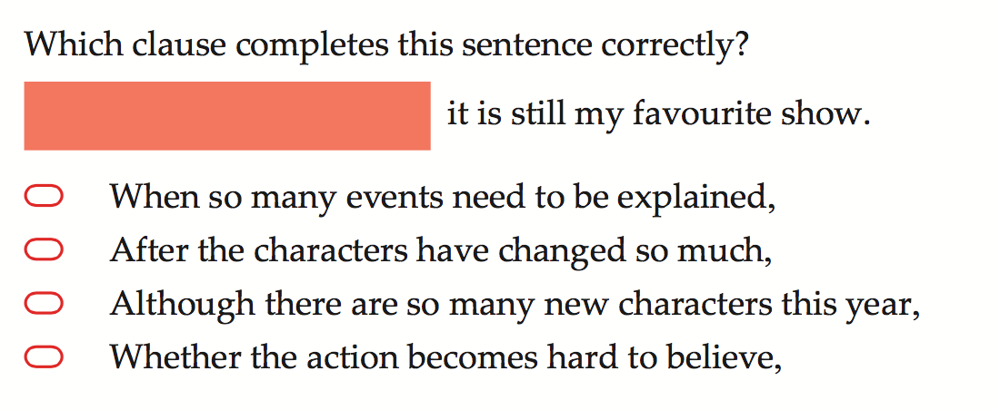 Which clause completes this sentence correctly?
it is still my favourite show.
When so many events need to be explained,
After the characters have changed so much,
Although there are so many new characters this year,
Whether the action becomes hard to believe,